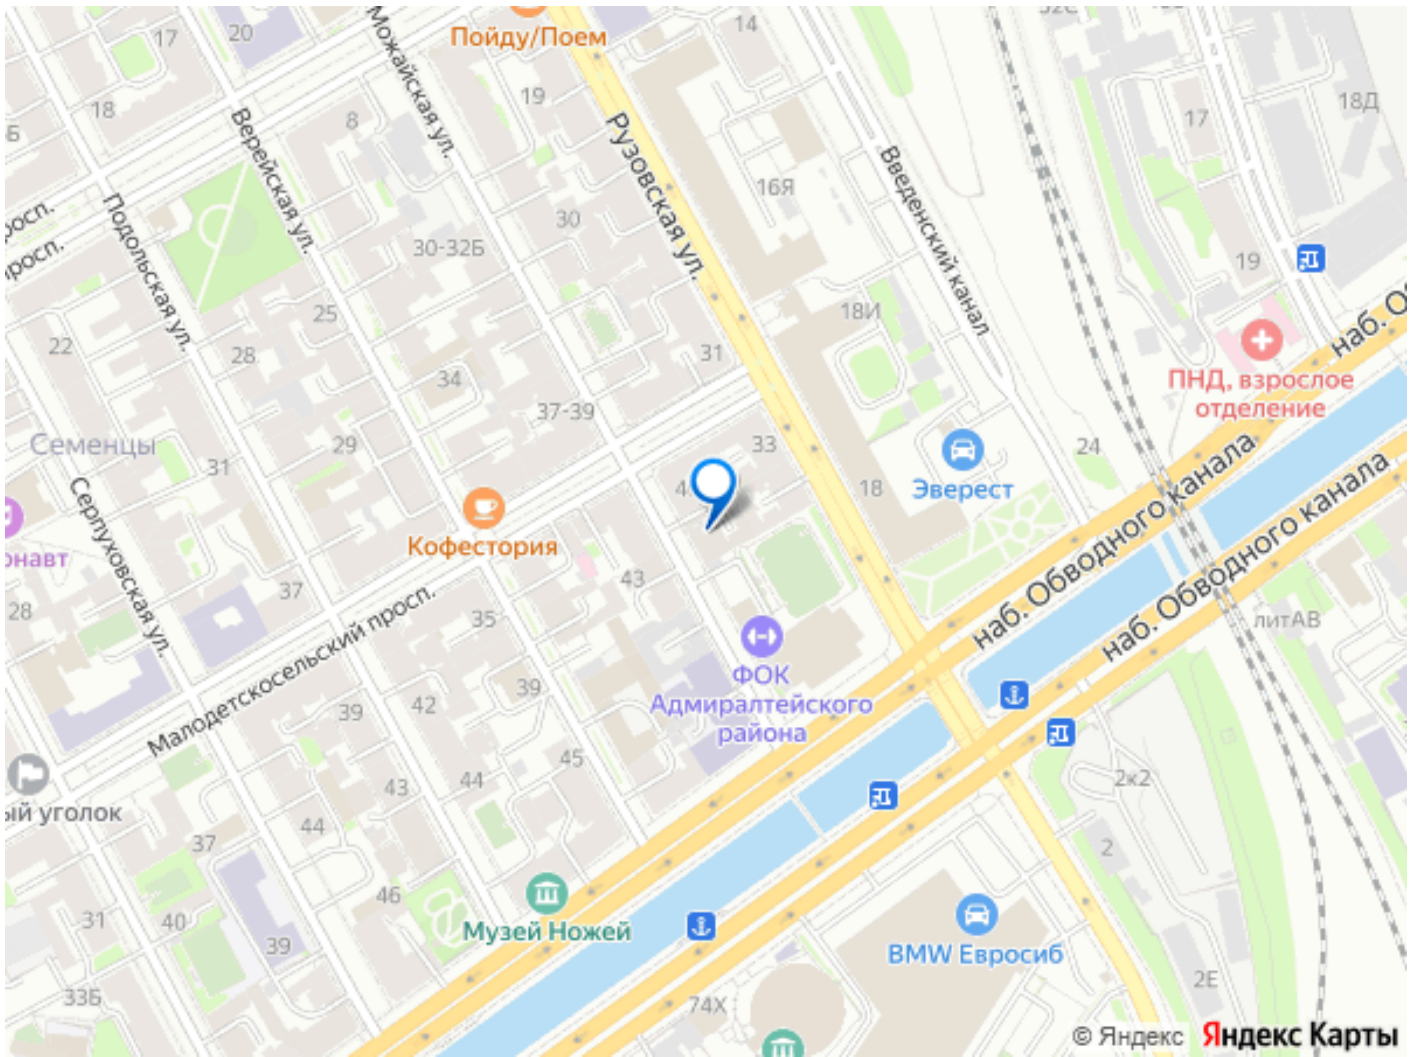 17
20
Можайская ул.
Пойду/Поем
14
18
Верейская ул.
8
19
Рузовская ул.
16Я
Введенский канал
17
18Д
Подольская ул.
30
30-32Б
19
просп.
25
18И
наб.
22
28
34
31
ПНД, взрослое
отделение
37-39
Семенцы
29
33
24
31
18
Эверест
Кофестория
Серпуховская ул.
28
37
43
35
наб. Обводного канала
наб. Обводного канала
литАВ
Малодетскосельский просп.
ФОК
Адмиралтейского
района
39
42
39
45
44
43
2к2
уголок
44
37
2
46
Музей Ножей
31
40
39
BMW Евросиб
33Б
74Х
2Е
© Яндекс Яндекс Карты